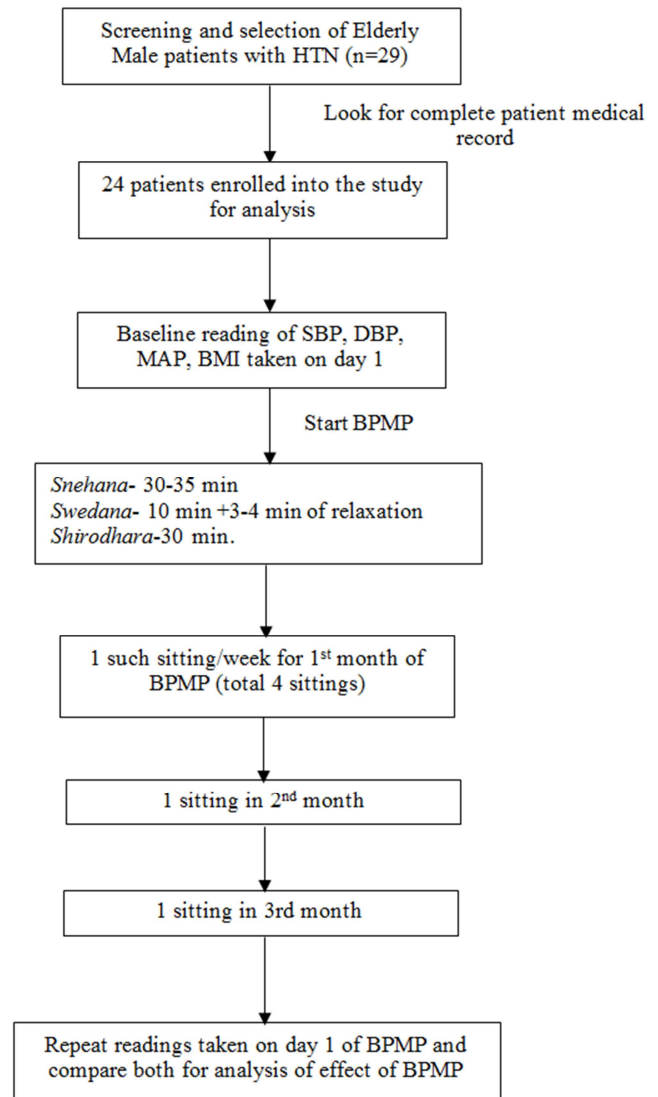 Screening and selection of Elderly
Male patients with HTN (n=29)
Look for complete patient medical
record
24 patients enrolled into the study
for analysis
Baseline reading of SBP, DBP,
MAP, BMI taken on day 1
Start BPMP
Snehana- 30-35 min
Swedana- 10 min +3-4 min of relaxation
Shirodhara-30 min.
1 such sitting/week for 1st month of
BPMP (total 4 sittings)
1 sitting in 2nd month
1 sitting in 3rd month
Repeat readings taken on day 1 of BPMP and
compare both for analysis of effect of BPMP